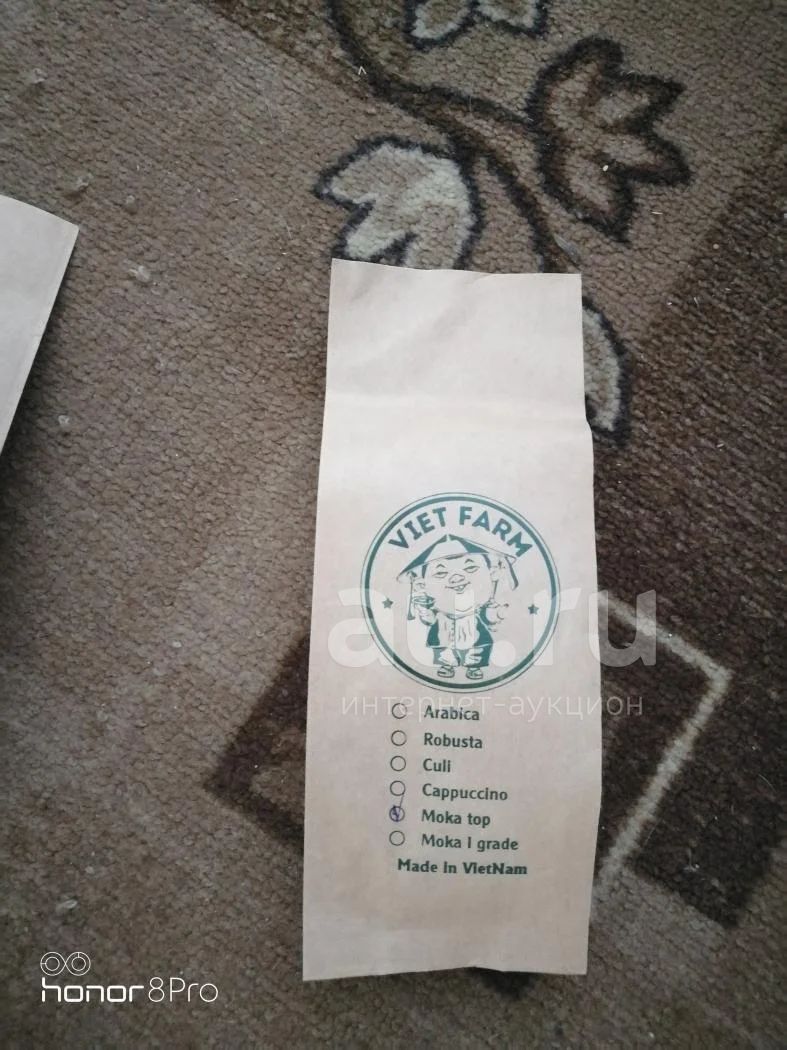 VIET FARM
au.ru
интернет-аукцион
Arabica
Robusta
Culi
Cappuccino
Moka top
Moka I grade
Made in VietNam
honor 8Pro